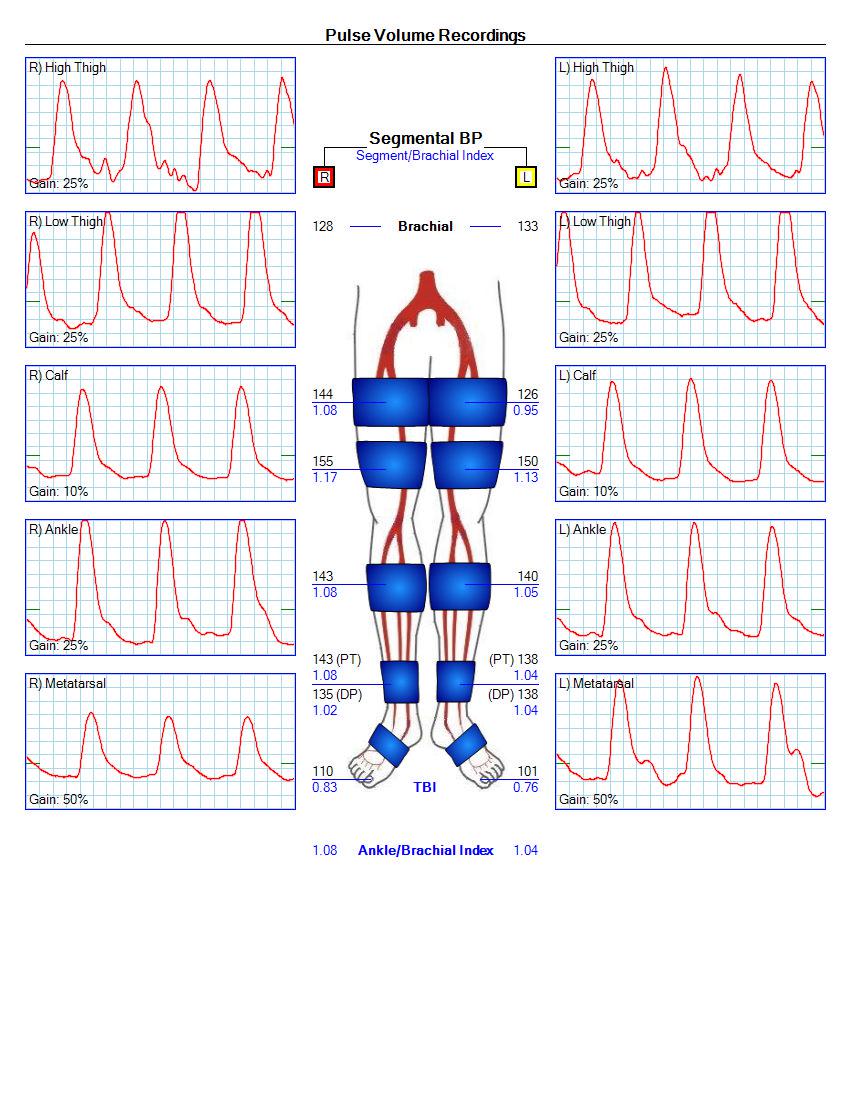 Pulse Volume Recordings
R) High Thigh
Gain: 25%
R) Low Thigh
Gain: 25%
R) Calf
Gain: 10%
R) Ankle
Gain: 25%
R) Metatarsal
Gain: 50%
Segmental BP
Segment/Brachial Index
R L
128 Brachial 133
144 126
1.08 0.95
155 150
1.17 1.13
143 140
1.08 1.05
143 (PT) (PT) 138
1.08 1.04
135 (DP) (DP) 138
1.02 1.04
110 101
0.83 TBI 0.76
1.08 Ankle/Brachial Index 1.04
L) High Thigh
Gain: 25%
L) Low Thigh
Gain: 25%
L) Calf
Gain: 10%
L) Ankle
Gain: 25%
L) Metatarsal
Gain: 50%